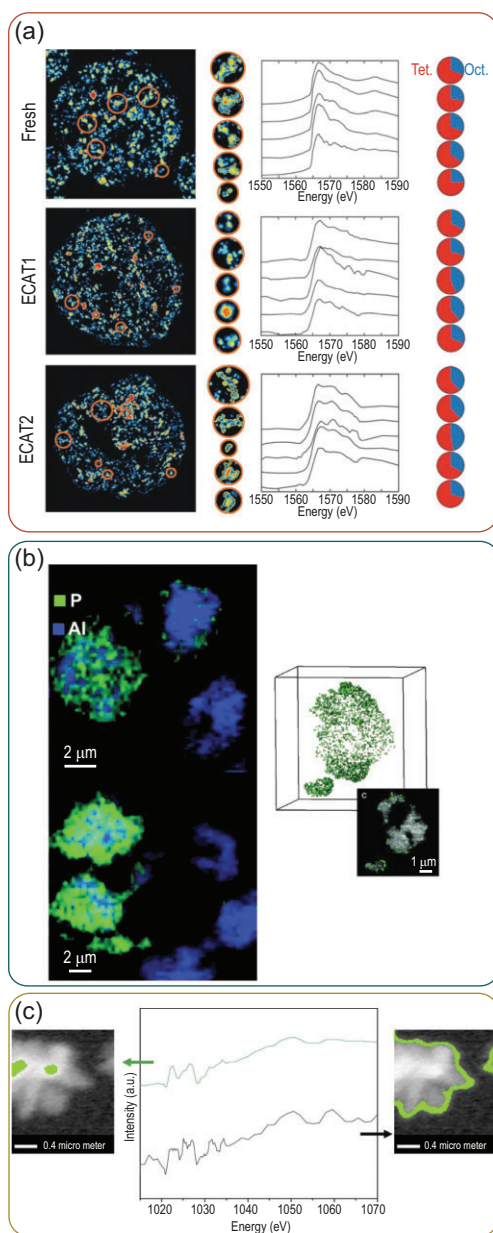 (a)
Fresh
Tet.
Oct.
1550 1560 1570 1580 1590
Energy (eV)
ECAT1
1550 1560 1570 1580 1590
Energy (eV)
ECAT2
1550 1560 1570 1580 1590
Energy (eV)
(b)
P
Al
2 μm
2 μm
C
1 μm
(c)
0.4 micro meter
Intensity (a.u.)
1020 1030 1040 1050 1060 1070
Energy (eV)
0.4 micro meter